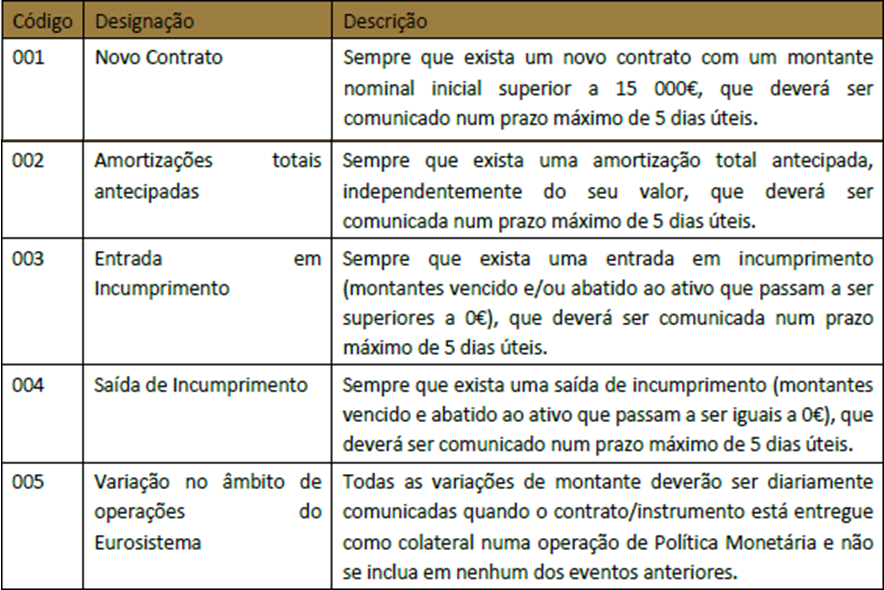 Código Designação Descrição
001 Novo Contrato Sempre que exista um novo contrato com um montante
nominal inicial superior a 15 000€, que deverá ser
comunicado num prazo máximo de 5 dias úteis.
002 Amortizações totais Sempre que exista uma amortização total antecipada,
antecipadas independentemente do seu valor, que deverá ser
comunicada num prazo máximo de 5 dias úteis.
003 Entrada em Sempre que exista uma entrada em incumprimento
Incumprimento (montantes vencido e/ou abatido ao ativo que passam a ser
superiores a 0€), que deverá ser comunicada num prazo
máximo de 5 dias úteis.
004 Saída de Incumprimento Sempre que exista uma saída de incumprimento (montantes
vencido e abatido ao ativo que passam a ser iguais a 0€), que
deverá ser comunicado num prazo máximo de 5 dias úteis.
005 Variação no âmbito de Todas as variações de montante deverão ser diariamente
operações do comunicadas quando o contrato/instrumento está entregue
Eurosistema como colateral numa operação de Política Monetária e não
se inclua em nenhum dos eventos anteriores.